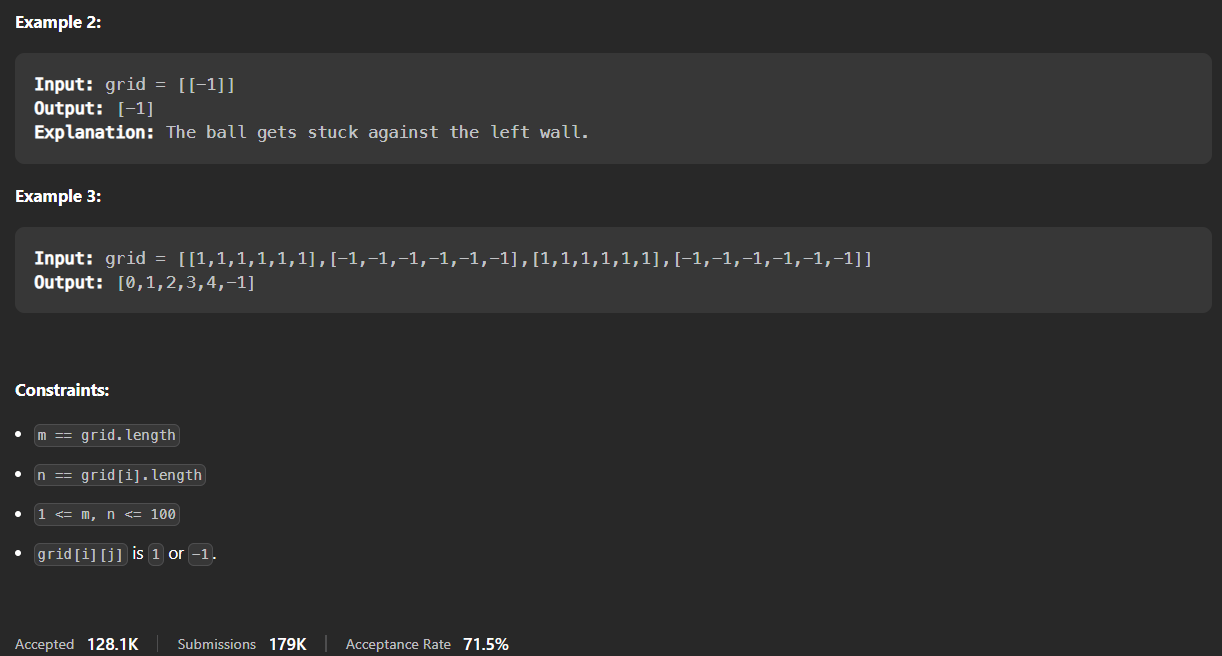 Example 2:
Input: grid = [[-1]]
Output: [-1]
Explanation: The ball gets stuck against the left wall.
Example 3:
Input: grid = [[1,1,1,1,1,1],[-1,-1,-1,-1,-1,-1],[1,1,1,1,1,1],[-1,-1,-1,-1,-1,-1]]
Output: [0,1,2,3,4,-1]
Constraints:
• m == grid.length
• n == grid[i].length
• 1 <= m, n <= 100
• grid[i][j] is 1 or -1.
Accepted 128.1K | Submissions 179K | Acceptance Rate 71.5%